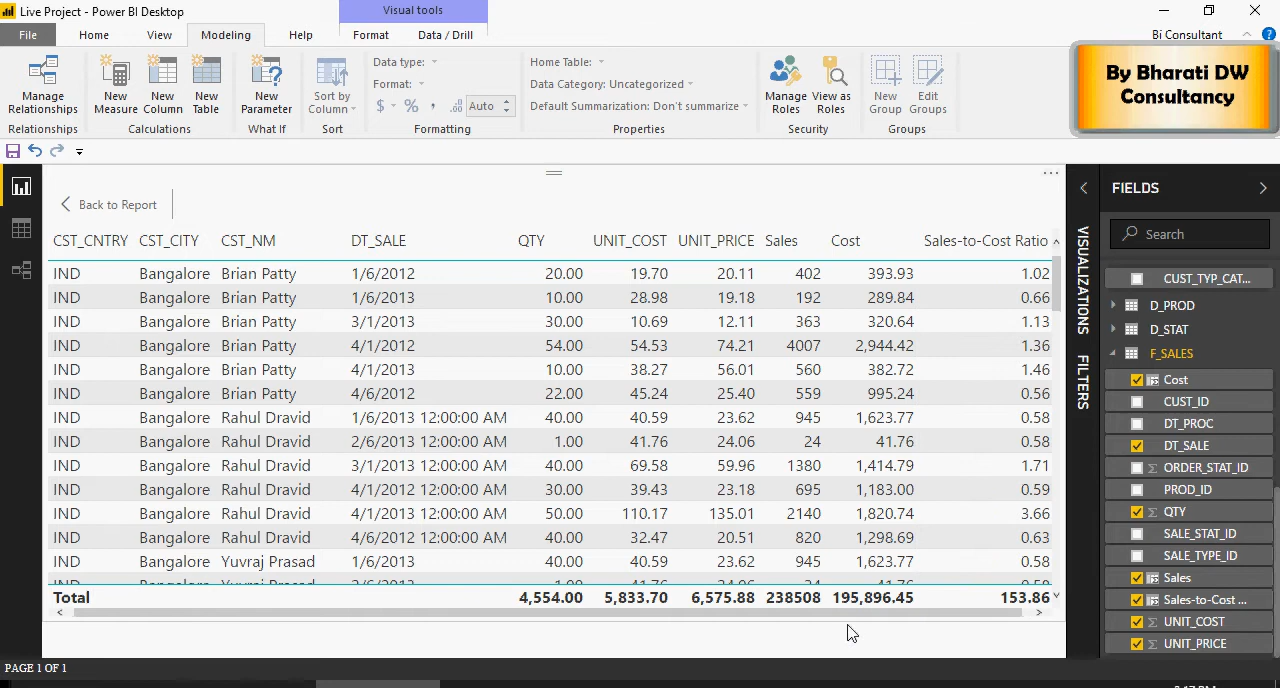 Live Project - Power BI Desktop
Visual tools
File Home View Modeling Help Format Data / Drill
Bi Consultant
By Bharati DW
Consultancy
Manage
Relationships
New
Measure
New
Column
New
Table
New
Parameter
Sort by
Column
Data type:
Format:
$ % , Auto
Home Table:
Data Category: Uncategorized
Default Summarization: Don't summarize
Manage
Roles
View as
Roles
New
Group
Edit
Groups
Relationships Calculations What If Sort Formatting Properties Security Groups
Back to Report
CST_CNTRY CST_CITY CST_NM DT_SALE QTY UNIT_COST UNIT_PRICE Sales Cost Sales-to-Cost Ratio
IND Bangalore Brian Patty 1/6/2012 20.00 19.70 20.11 402 393.93 1.02
IND Bangalore Brian Patty 1/6/2013 10.00 28.98 19.18 192 289.84 0.66
IND Bangalore Brian Patty 3/1/2013 30.00 10.69 12.11 363 320.64 1.13
IND Bangalore Brian Patty 4/1/2012 54.00 54.53 74.21 4007 2,944.42 1.36
IND Bangalore Brian Patty 4/1/2013 10.00 38.27 56.01 560 382.72 1.46
IND Bangalore Brian Patty 4/6/2012 22.00 45.24 25.40 559 995.24 0.56
IND Bangalore Rahul Dravid 1/6/2013 12:00:00 AM 40.00 40.59 23.62 945 1,623.77 0.58
IND Bangalore Rahul Dravid 2/6/2013 12:00:00 AM 1.00 41.76 24.06 24 41.76 0.58
IND Bangalore Rahul Dravid 3/1/2013 12:00:00 AM 40.00 69.58 59.96 1380 1,414.79 1.71
IND Bangalore Rahul Dravid 4/1/2012 12:00:00 AM 30.00 39.43 23.18 695 1,183.00 0.59
IND Bangalore Rahul Dravid 4/1/2013 12:00:00 AM 50.00 110.17 135.01 2140 1,820.74 3.66
IND Bangalore Rahul Dravid 4/6/2012 12:00:00 AM 40.00 32.47 20.51 820 1,298.69 0.63
IND Bangalore Yuvraj Prasad 1/6/2013 40.00 40.59 23.62 945 1,623.77 0.58
Total 4,554.00 5,833.70 6,575.88 238508 195,896.45 153.86
VISUALIZATIONS
FILTERS
FIELDS
Search
CUST_TYP_CAT...
D_PROD
D_STAT
F_SALES
Cost
CUST_ID
DT_PROC
DT_SALE
ORDER_STAT_ID
PROD_ID
QTY
SALE_STAT_ID
SALE_TYPE_ID
Sales
Sales-to-Cost ...
UNIT_COST
UNIT_PRICE
PAGE 1 OF 1